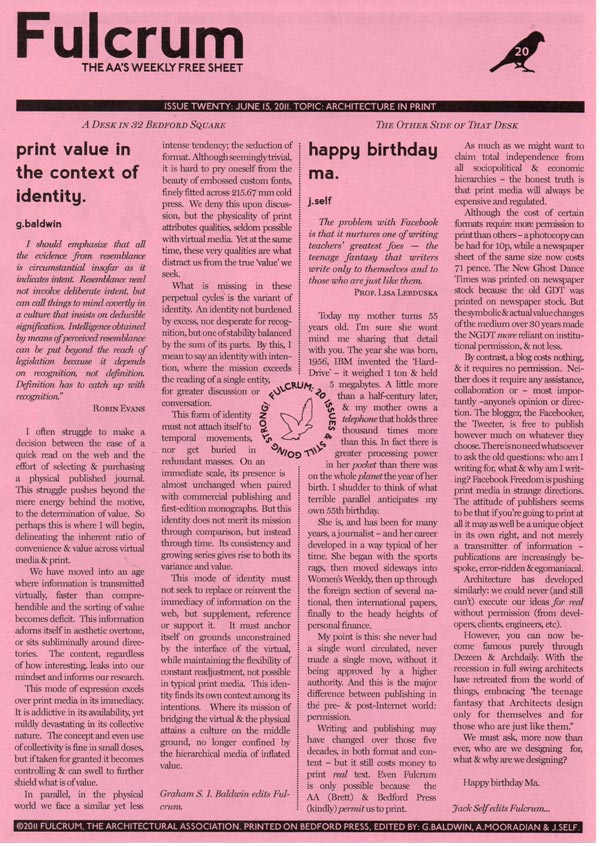 Fulcrum
THE AA'S WEEKLY FREE SHEET
20
ISSUE TWENTY: JUNE 15, 2011. TOPIC: ARCHITECTURE IN PRINT
A DESK IN 32 BEDFORD SQUARE
print value in
the context of
identity.
g.baldwin
I should emphasize that all
the evidence from resemblance
is circumstantial insofar as it
indicates intent. Resemblance need
not invoke deliberate intent, but
can call things to mind covertly in
a culture that insists on deducible
signification. Intelligence obtained
by means of perceived resemblance
can be put beyond the reach of
legislation because it depends
on recognition, not definition.
Definition has to catch up with
recognition."
ROBIN EVANS
I often struggle to make a
decision between the ease of a
quick read on the web and the
effort of selecting & purchasing
a physical published journal.
This struggle pushes beyond the
mere energy behind the motive,
to the determination of value. So
perhaps this is where I will begin,
delineating the inherent ratio of
convenience & value across virtual
media & print.
We have moved into an age
where information is transmitted
virtually, faster than compre-
hendible and the sorting of value
becomes deficit. This information
adorns itself in aesthetic overtone,
or sits subliminally around direc-
tories. The content, regardless
of how interesting, leaks into our
mindset and informs our research.
This mode of expression excels
over print media in its immediacy.
It is addictive in its availability, yet
mildly devastating in its collective
nature. The concept and even use
of collectivity is fine in small doses,
but if taken for granted it becomes
controlling & can swell to further
shield what is of value.
In parallel, in the physical
world we face a similar yet less
intense tendency; the seduction of
format. Although seemingly trivial,
it is hard to pry oneself from the
beauty of embossed custom fonts,
finely fitted across 215.67 mm cold
press. We deny this upon discus-
sion, but the physicality of print
attributes qualities, seldom possible
with virtual media. Yet at the same
time, these very qualities are what
distract us from the true 'value' we
seek.
What is missing in these
perpetual cycles is the variant of
identity. An identity not burdened
by excess, nor desperate for recog-
nition, but one of stability balanced
by the sum of its parts. By this, I
mean to say an identity with inten-
tion, where the mission exceeds
the reading of a single entity,
for greater discussion or
conversation.
This form of identity
must not attach itself to
temporal movements,
nor get buried in
redundant masses. On an
immediate scale, its presence is
almost unchanged when paired
with commercial publishing and
first-edition monographs. But this
identity does not merit its mission
through comparison, but instead
through time. Its consistency and
growing series gives rise to both its
variance and value.
This mode of identity must
not seek to replace or reinvent the
immediacy of information on the
web, but supplement, reference
or support it. It must anchor
itself on grounds unconstrained
by the interface of the virtual,
while maintaining the flexibility of
constant readjustment, not possible
in typical print media. This iden-
tity finds its own context among its
intentions. Where its mission of
bridging the virtual & the physical
attains a culture on the middle
ground, no longer confined by
the hierarchical media of inflated
value.
Graham S. I. Baldwin edits Ful-
crum.
FULCRUM: 20 ISSUES & STILL GOING STRONG!
THE OTHER SIDE OF THAT DESK
happy birthday
ma.
j.self
The problem with Facebook
is that it nurtures one of writing
teachers' greatest foes — the
teenage fantasy that writers
write only to themselves and to
those who are just like them.
PROF. LISA LEBDUSKA
Today my mother turns 55
years old. I'm sure she wont
mind me sharing that detail
with you. The year she was born,
1956, IBM invented the 'Hard-
Drive' – it weighed 1 ton & held
5 megabytes. A little more
than a half-century later,
& my mother owns a
telephone that holds three
thousand times more
than this. In fact there is
greater processing power
in her pocket than there was
on the whole planet the year of her
birth. I shudder to think of what
terrible parallel anticipates my
own 55th birthday.
She is, and has been for many
years, a journalist – and her career
developed in a way typical of her
time. She began with the sports
rags, then moved sideways into
Women's Weekly, then up through
the foreign section of several na-
tional, then international papers,
finally to the heady heights of
personal finance.
My point is this: she never had
a single word circulated, never
made a single move, without it
being approved by a higher
authority. And this is the major
difference between publishing in
the pre- & post-Internet world:
permission.
Writing and publishing may
have changed over those five
decades, in both format and con-
tent – but it still costs money to
print real text. Even Fulcrum
is only possible because the
AA (Brett) & Bedford Press
(kindly) permit us to print.
As much as we might want to
claim total independence from
all sociopolitical & economic
hierarchies – the honest truth is
that print media will always be
expensive and regulated.
Although the cost of certain
formats require more permission to
print than others – a photocopy can
be had for 10p, while a newspaper
sheet of the same size now costs
71 pence. The New Ghost Dance
Times was printed on newspaper
stock because the old GDT was
printed on newspaper stock. But
the symbolic & actual value changes
of the medium over 30 years made
the NGDT more reliant on institu-
tional permission, & not less.
By contrast, a blog costs nothing,
& it requires no permission. Nei-
ther does it require any assistance,
collaboration or – most impor-
tantly –anyone's opinion or direc-
tion. The blogger, the Facebooker,
the Tweeter, is free to publish
however much on whatever they
choose. There is no need whatsoever
to ask the old questions: who am I
writing for, what & why am I writ-
ing? Facebook Freedom is pushing
print media in strange directions.
The attitude of publishers seems
to be that if you're going to print at
all it may as well be a unique object
in its own right, and not merely
a transmitter of information –
publications are increasingly be-
spoke, error-ridden & egomaniacal.
Architecture has developed
similarly: we could never (and still
can't) execute our ideas for real
without permission (from devel-
opers, clients, engineers, etc).
However, you can now be-
come famous purely through
Dezeen & Archdaily. With the
recession in full swing architects
have retreated from the world of
things, embracing "the teenage
fantasy that Architects design
only for themselves and for
those who are just like them."
We must ask, more now than
ever, who are we designing for,
what & why are we designing?
Happy birthday Ma.
Jack Self edits Fulcrum...
©2011 FULCRUM, THE ARCHITECTURAL ASSOCIATION. PRINTED ON BEDFORD PRESS, EDITED BY: G.BALDWIN, A.MOORADIAN & J.SELF.